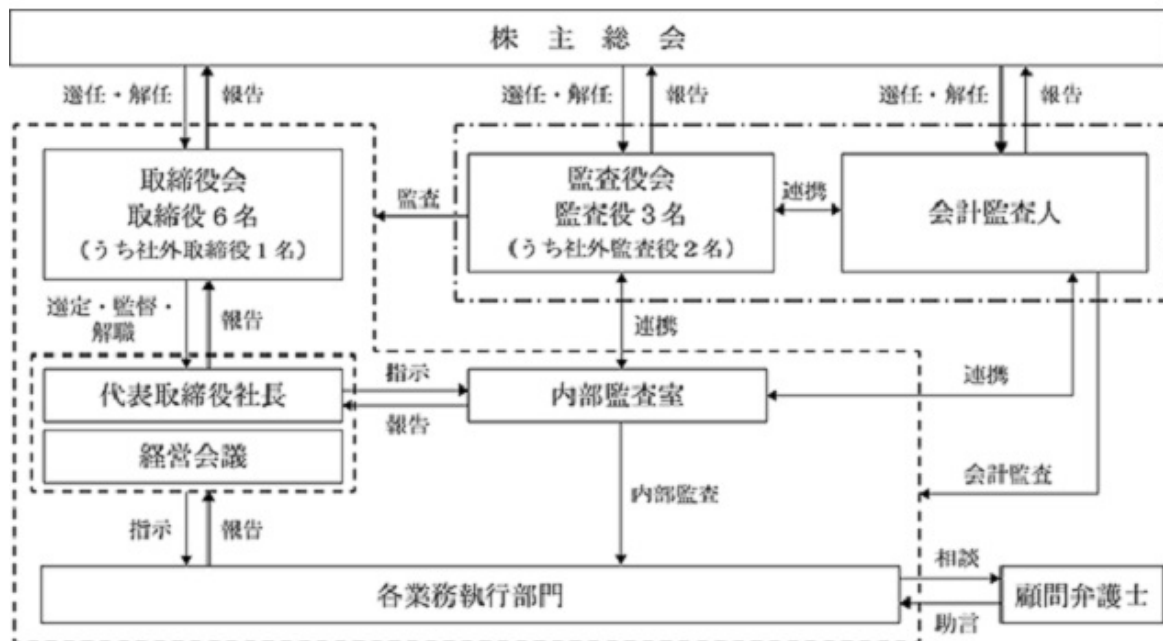 株主総会
選任・解任
報告
選任・解任
報告
選任・解任
報告
取締役会
取締役6名
(うち社外取締役1名)
監査
監査役会
監査役3名
(うち社外監査役2名)
連携
会計監査人
選定・監督・
解職
報告
連携
代表取締役社長
指示
報告
内部監査室
連携
経営会議
会計監査
内部監査
指示
報告
各業務執行部門
相談
助言
顧問弁護士